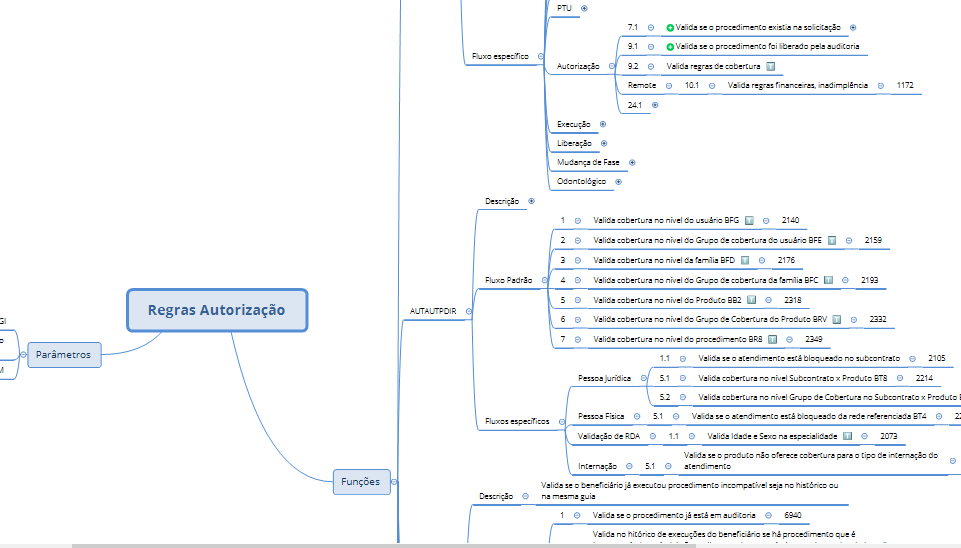 PTU
7.1 Valida se o procedimento existia na solicitação
9.1 Valida se o procedimento foi liberado pela auditoria
Fluxo específico
Autorização
9.2 Valida regras de cobertura
Remote 10.1 Valida regras financeiras, inadimplência 1172
24.1
Execução
Liberação
Mudança de Fase
Odontológico
Descrição
1 Valida cobertura no nível do usuário BFG 2140
2 Valida cobertura no nível do Grupo de cobertura do usuário BFE 2159
3 Valida cobertura no nível da família BFD 2176
Fluxo Padrão
4 Valida cobertura no nível do Grupo de cobertura da família BFC 2193
5 Valida cobertura no nível do Produto BB2 2318
6 Valida cobertura no nível do Grupo de Cobertura do Produto BRV 2332
7 Valida cobertura no nível do procedimento BR8 2349
AUTAUTPDIR
Regras Autorização
GI
o
M
Parâmetros
1.1 Valida se o atendimento está bloqueado no subcontrato 2105
Pessoa Jurídica
5.1 Valida cobertura no nível Subcontrato x Produto BT8 2214
5.2 Valida cobertura no nível Grupo de Cobertura no Subcontrato x Produto
Fluxos específicos
Pessoa Física 5.1 Valida se o atendimento está bloqueado da rede referenciada BT4
Validação de RDA 1.1 Valida Idade e Sexo na especialidade 2073
Internação 5.1 Valida se o produto não oferece cobertura para o tipo de internação do
atendimento
Funções
Descrição
Valida se o beneficiário já executou procedimento incompatível seja no histórico ou
na mesma guia
1 Valida se o procedimento já está em auditoria 6940
Valida no hitórico de execuções do beneficiário se há procedimento que é